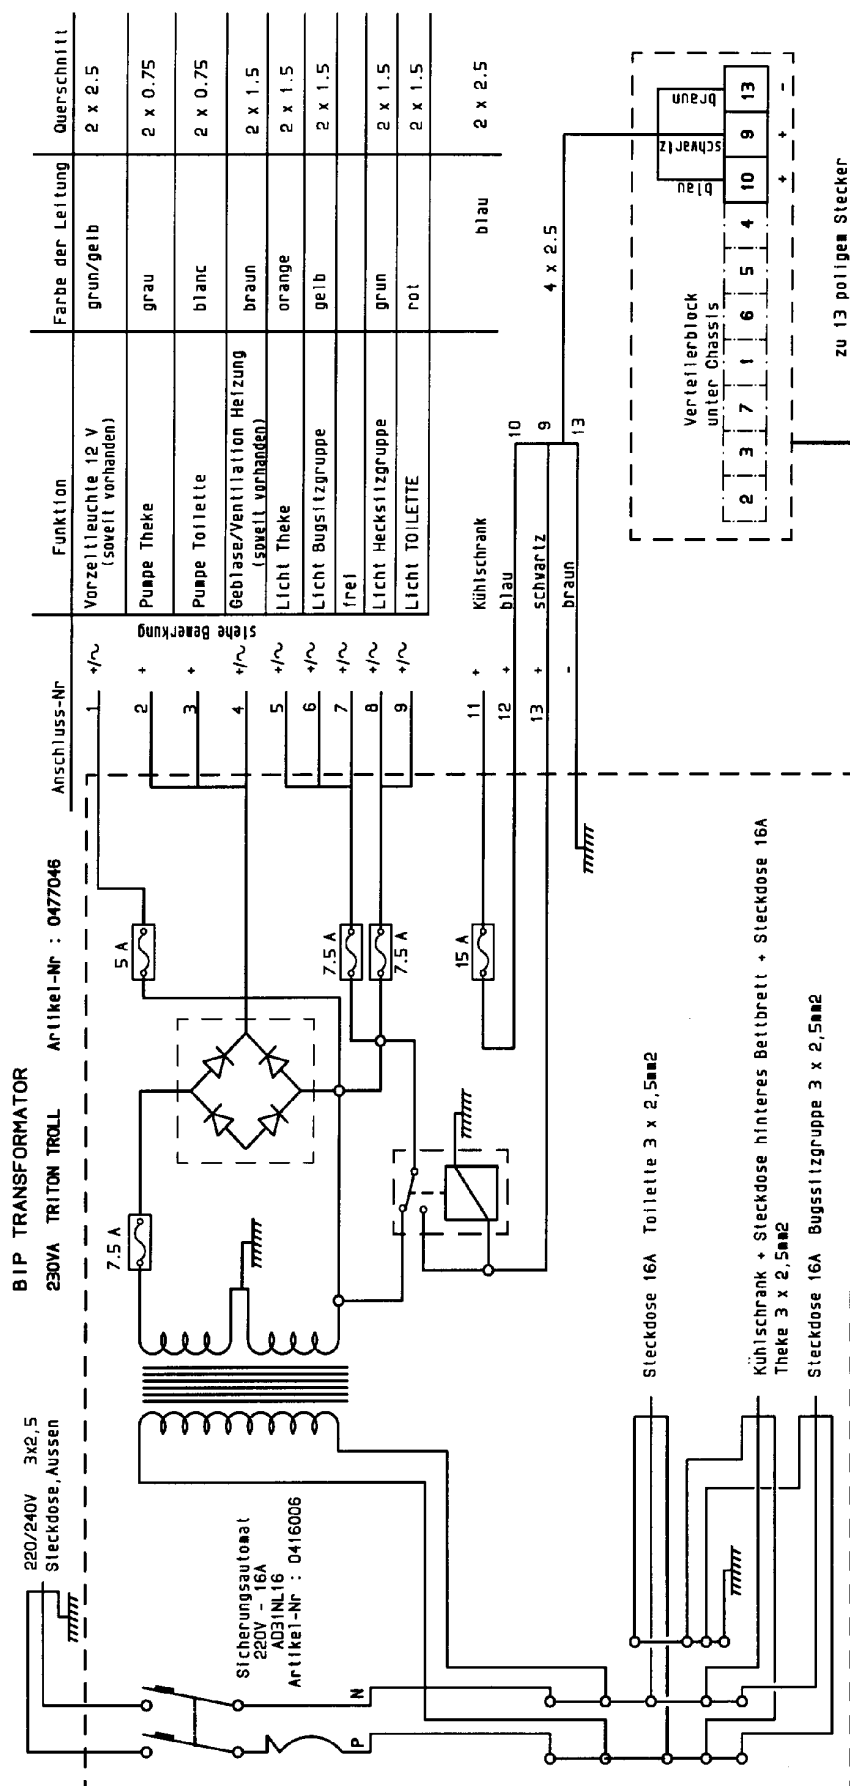 BIP TRANSFORMATOR
230VA TRITON TROLL Artikel-Nr : 0477046
220/240V 3x2,5
Steckdose, Aussen
Anschluss-Nr Funktion Farbe der Leitung Querschnitt
1 +/~ Vorzeltleuchte 12 V grun/gelb 2 x 2.5
(soweit vorhanden)
2 + Pumpe Theke grau 2 x 0.75
3 + Pumpe Toilette blanc 2 x 0.75
4 +/~ Geblase/Ventilation Heizung braun 2 x 1.5
(soweit vorhanden)
5 +/~ Licht Theke orange 2 x 1.5
6 +/~ Licht Bugsitzgruppe gelb 2 x 1.5
7 +/~ frei
8 +/~ Licht Hecksitzgruppe grun 2 x 1.5
9 +/~ Licht TOILETTE rot 2 x 1.5
siehe Bemerkung
11 + Kühlschrank blau 2 x 2.5
12 + blau 10
13 + schwartz 9
- braun 13
4 x 2.5
5 A
7.5 A
7.5 A
7.5 A
15 A
Sicherungsautomat
220V - 16A
AD31NL16
Artikel-Nr : 0416006
N
P
Steckdose 16A Toilette 3 x 2,5mm2
Kühlschrank + Steckdose hinteres Bettbrett + Steckdose 16A
Theke 3 x 2,5mm2
Steckdose 16A Bugssitzgruppe 3 x 2,5mm2
Verteilerblock
unter Chassis
2 3 7 1 6 5 4 10 9 13
blau
schwartz
braun
+ + -
zu 13 poligem Stecker